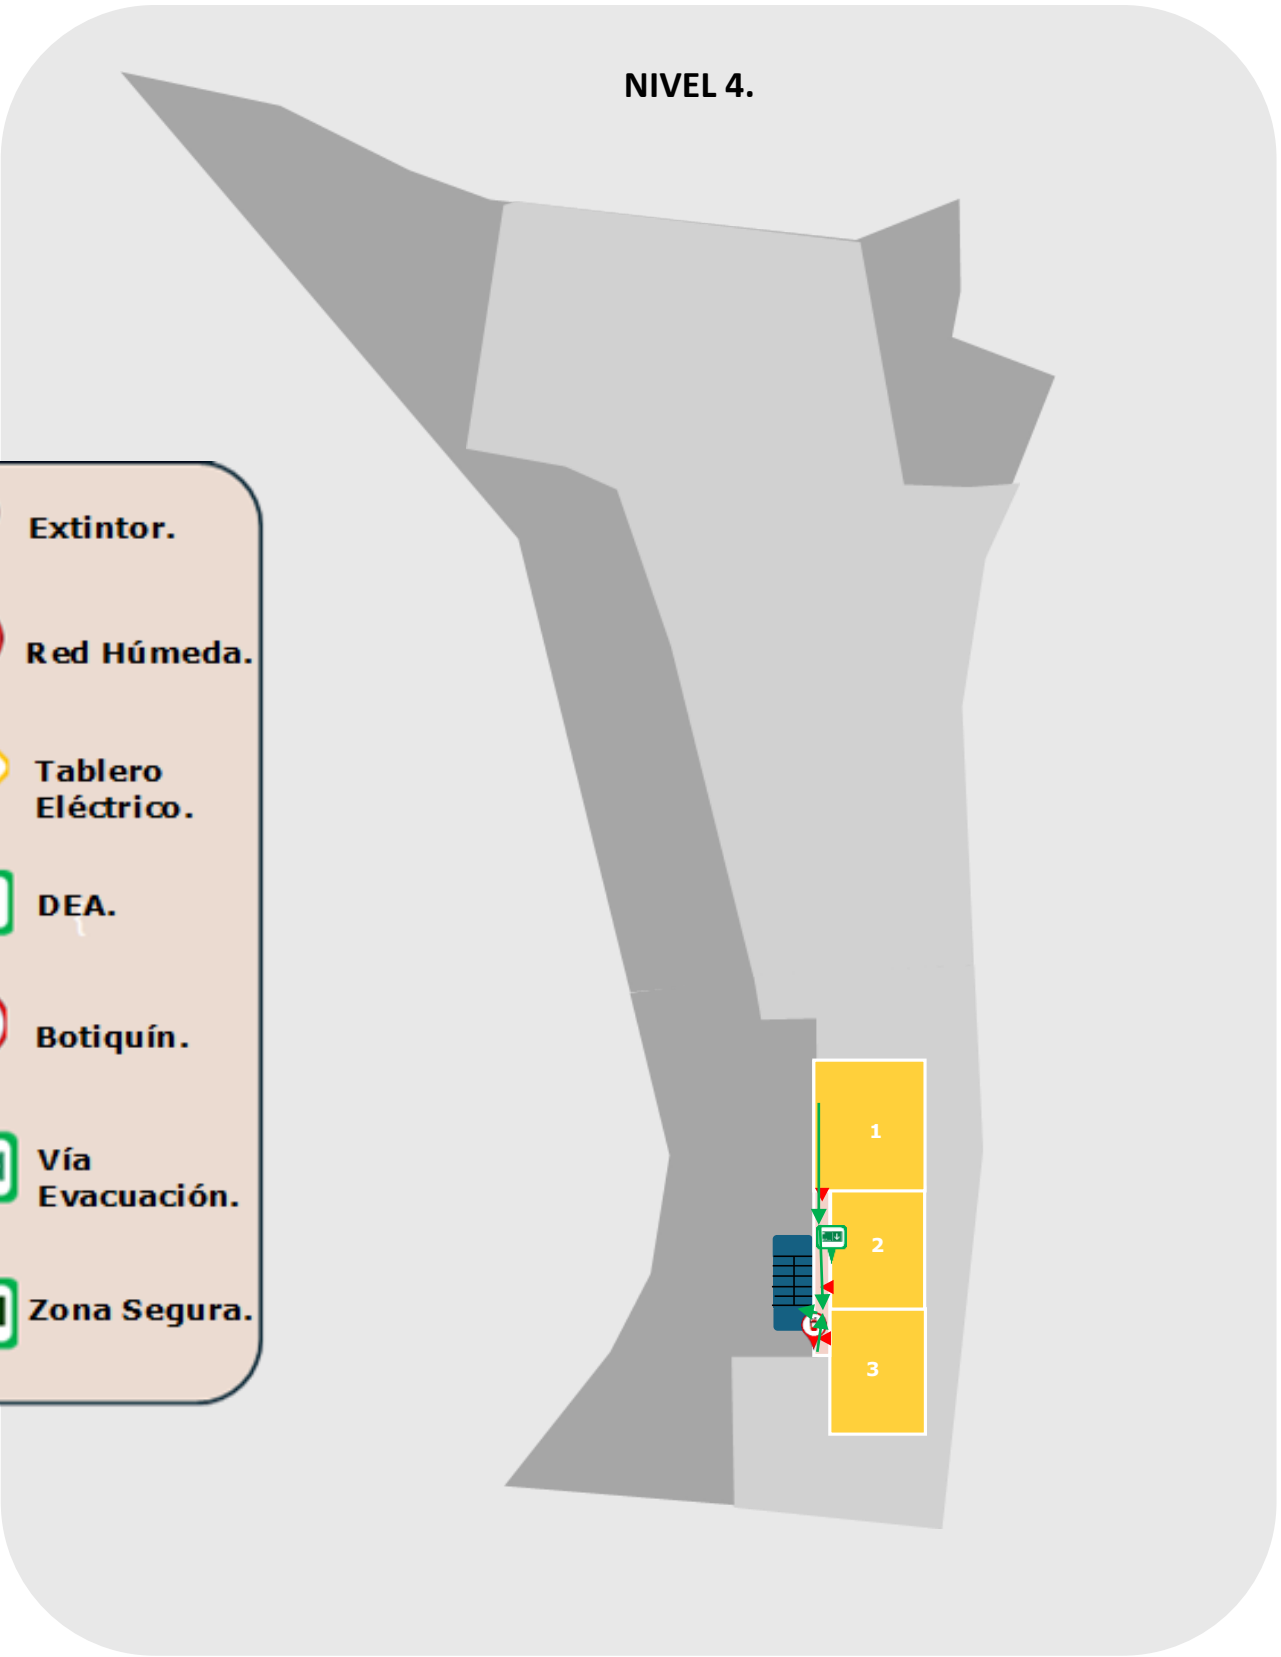 NIVEL 4.
Extintor.
Red Húmeda.
Tablero
Eléctrico.
DEA.
Botiquín.
Vía
Evacuación.
Zona Segura.
1
2
3